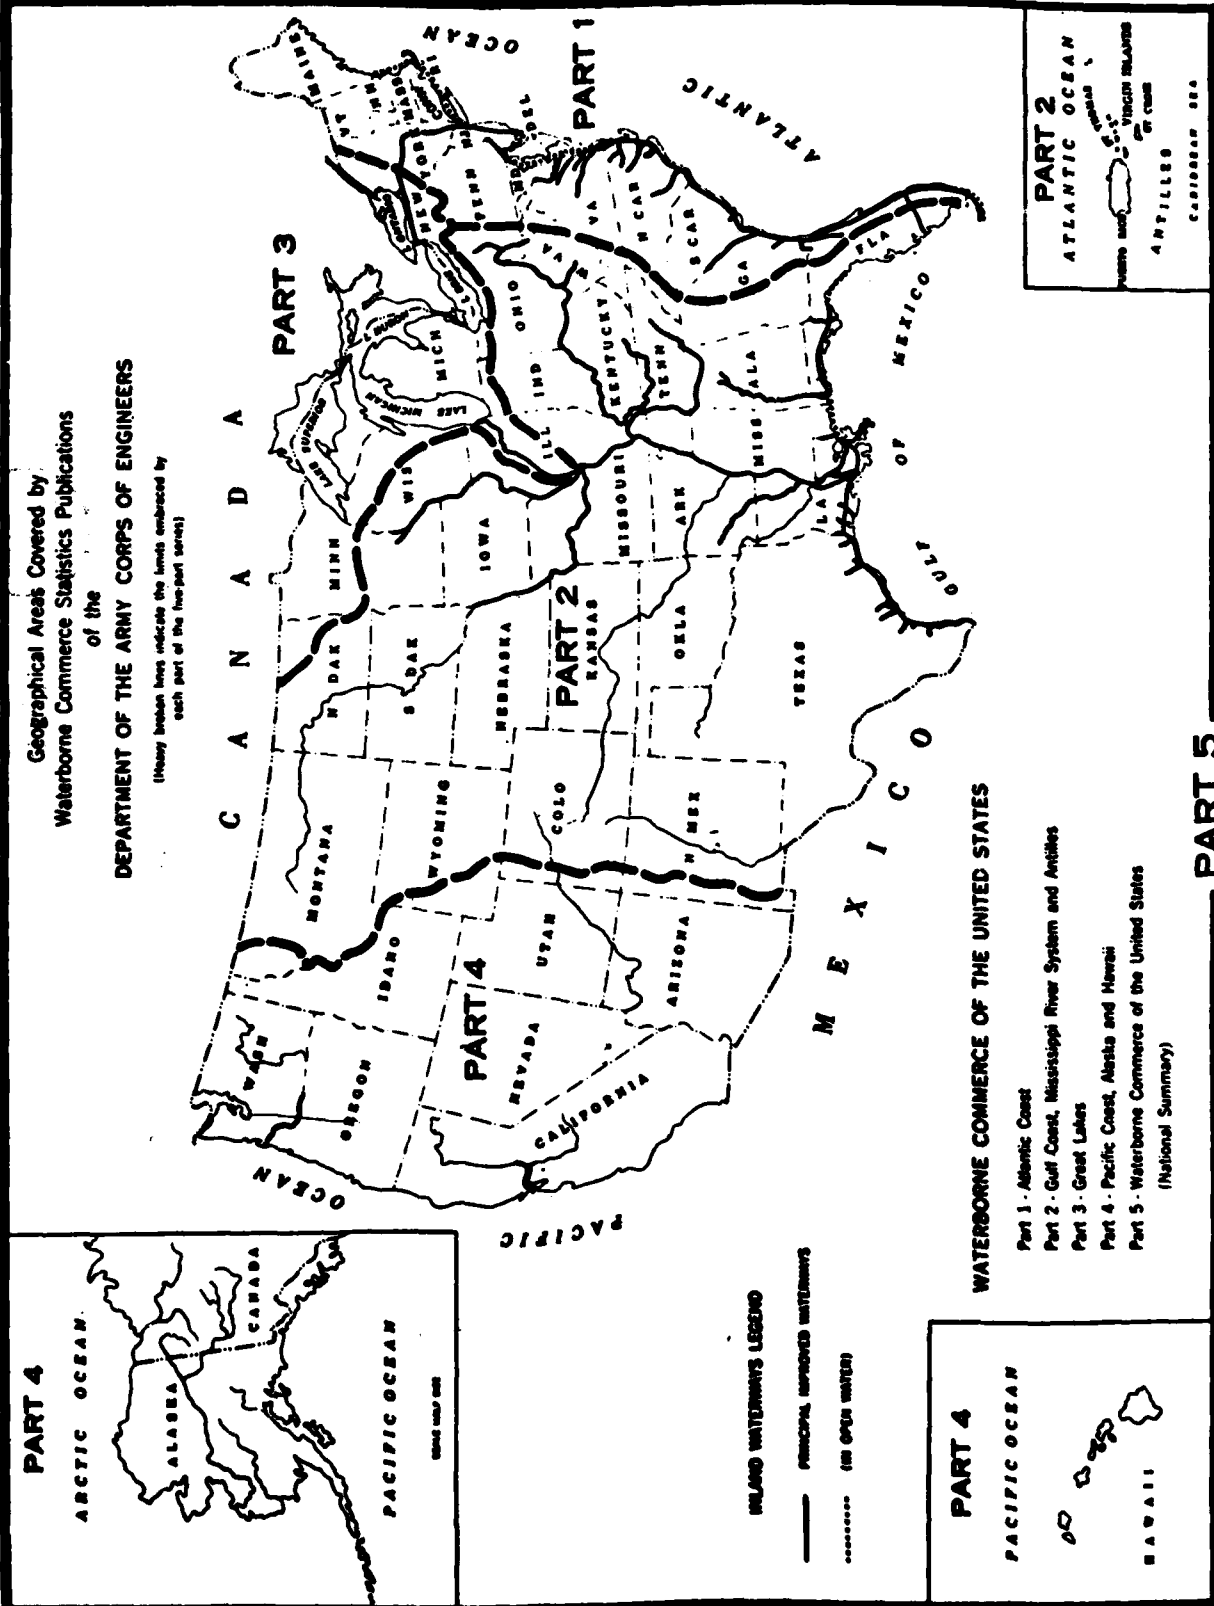 Geographical Areas Covered by
Waterborne Commerce Statistics Publications
of the
DEPARTMENT OF THE ARMY CORPS OF ENGINEERS
(Heavy broken lines indicate the limits embraced by
each part of the five-part series)
PART 4
ARCTIC OCEAN
ALASKA
CANADA
PACIFIC OCEAN
CANADA
PART 3
LAKE SUPERIOR
LAKE MICHIGAN
L HURON
L ERIE
L ONTARIO
MAINE
VT
N H
MASS
CONN
R I
NEW YORK
N J
PENN
DEL
MD
OCEAN
ATLANTIC
PART 1
WASH
OREGON
IDAHO
MONTANA
WYOMING
N DAK
S DAK
MINN
WIS
MICH
IOWA
NEBRASKA
ILL
IND
OHIO
W VA
VA
KENTUCKY
TENN
N CAR
S CAR
GA
FLA
ALA
MISS
LA
ARK
MISSOURI
PART 2
KANSAS
OKLA
TEXAS
COLO
N MEX
UTAH
ARIZONA
NEVADA
PART 4
CALIFORNIA
PACIFIC
OCEAN
MEXICO
GULF
OF
MEXICO
INLAND WATERWAYS LEGEND
PRINCIPAL IMPROVED WATERWAYS
(IN OPEN WATER)
WATERBORNE COMMERCE OF THE UNITED STATES
Part 1 - Atlantic Coast
Part 2 - Gulf Coast, Mississippi River System and Antilles
Part 3 - Great Lakes
Part 4 - Pacific Coast, Alaska and Hawaii
Part 5 - Waterborne Commerce of the United States
(National Summary)
PART 4
PACIFIC OCEAN
HAWAII
PART 2
ATLANTIC OCEAN
PUERTO RICO
VIRGIN ISLANDS
ST CROIX
ANTILLES
CARIBBEAN SEA
PART 5